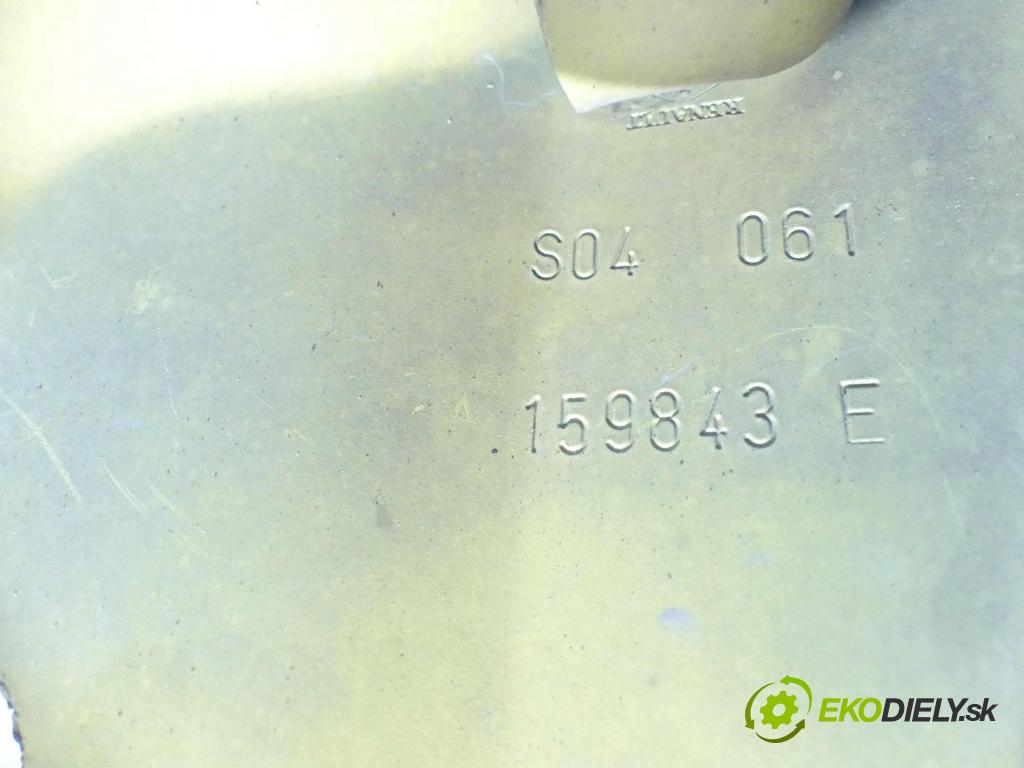 RENAULT
S04 061
159843 E
EKODIELY.sk